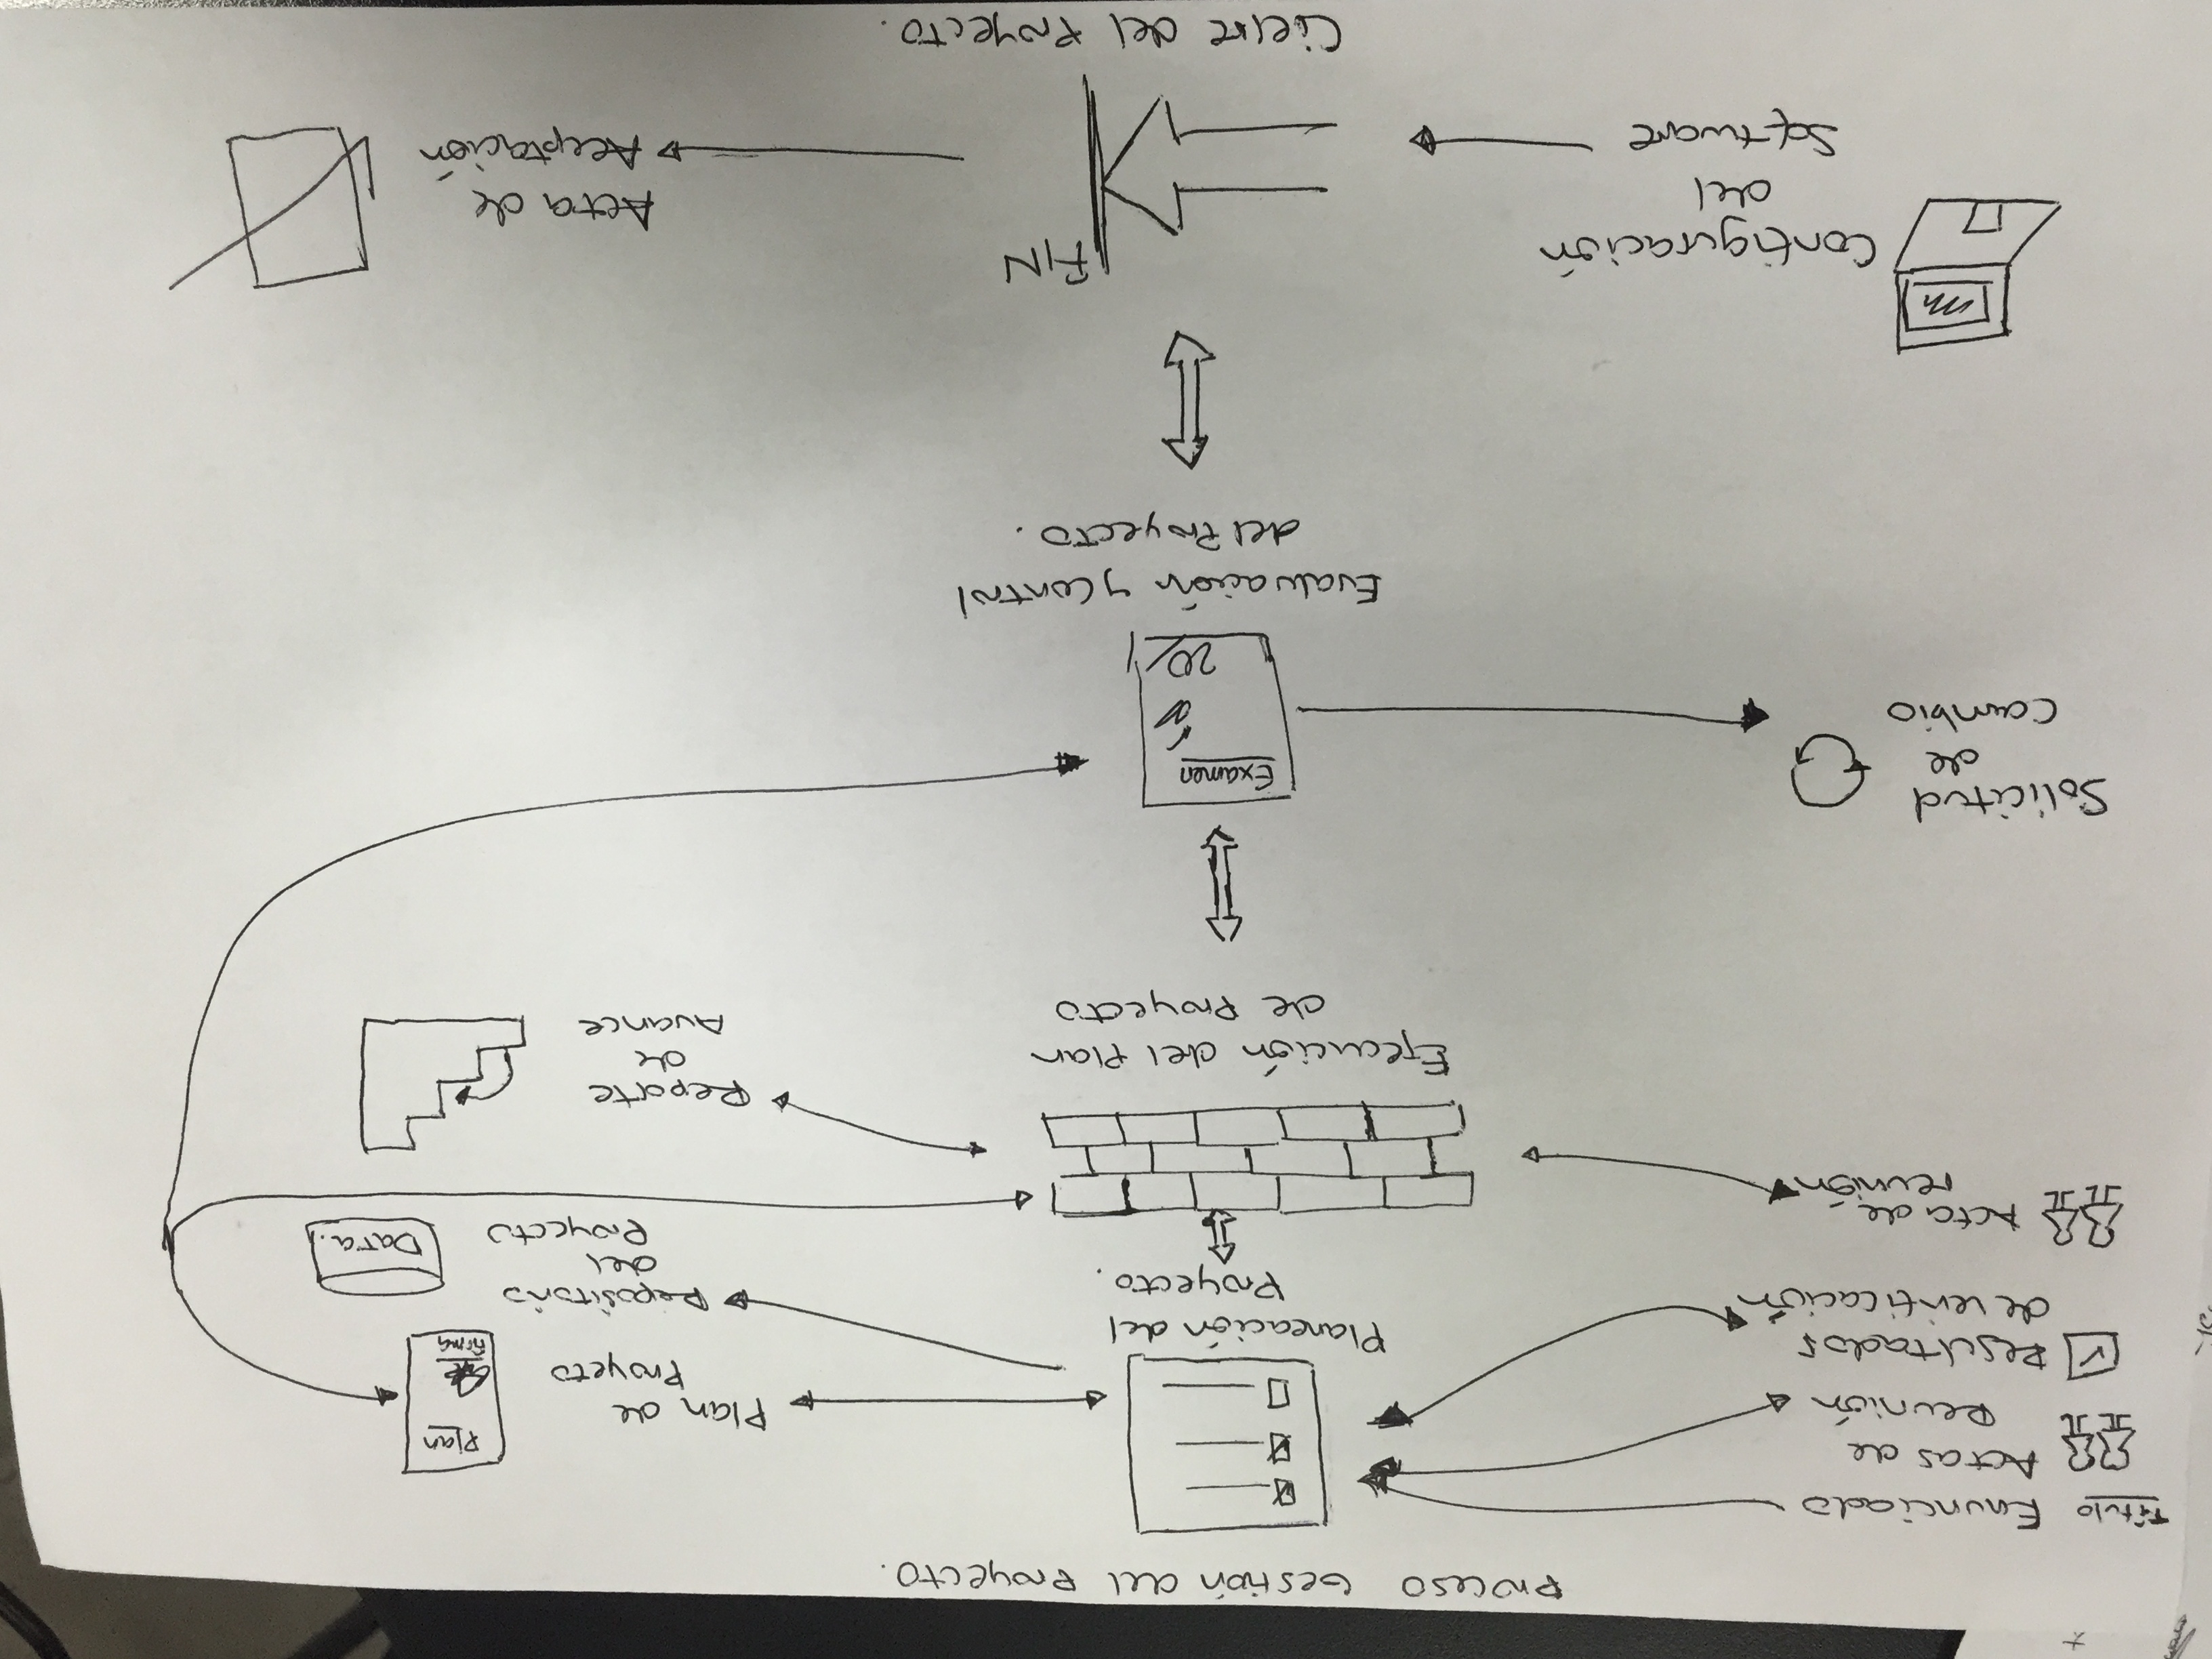 Proceso Gestión del Proyecto.
Título Enunciado
Actas de
Reunión
Resultados
de verificación
Acta de
reunión
Planeación del
Proyecto.
Plan de
Proyecto
Plan
Firma
Repositorio
del
Proyecto
Data.
Ejecución del Plan
de Proyecto
Reporte
de
Avance
Solicitud
de
Cambio
Examen
20/
Evaluación y Control
del Proyecto.
Configuración
del
Software
FIN
Acta de
Aceptación
Cierre del Proyecto.